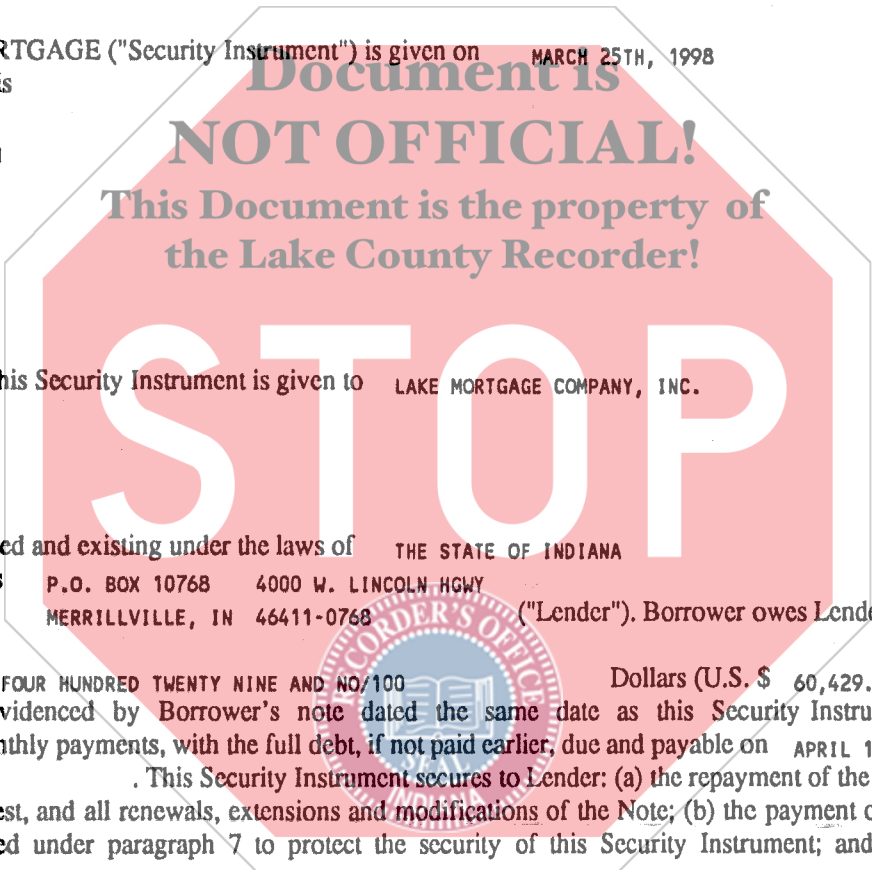 RTGAGE ("Security Instrument") is given on MARCH 25TH, 1998
is
Document is
NOT OFFICIAL!
This Document is the property of
the Lake County Recorder!
STOP
his Security Instrument is given to LAKE MORTGAGE COMPANY, INC.
ed and existing under the laws of THE STATE OF INDIANA
s P.O. BOX 10768 4000 W. LINCOLN HGWY
MERRILLVILLE, IN 46411-0768 ("Lender"). Borrower owes Lende
RECORDER'S OFFICE
SEAL
INDIANA
FOUR HUNDRED TWENTY NINE AND NO/100 Dollars (U.S. $ 60,429.
videnced by Borrower's note dated the same date as this Security Instru
nthly payments, with the full debt, if not paid earlier, due and payable on APRIL 1
. This Security Instrument secures to Lender: (a) the repayment of the
est, and all renewals, extensions and modifications of the Note; (b) the payment o
ed under paragraph 7 to protect the security of this Security Instrument; and